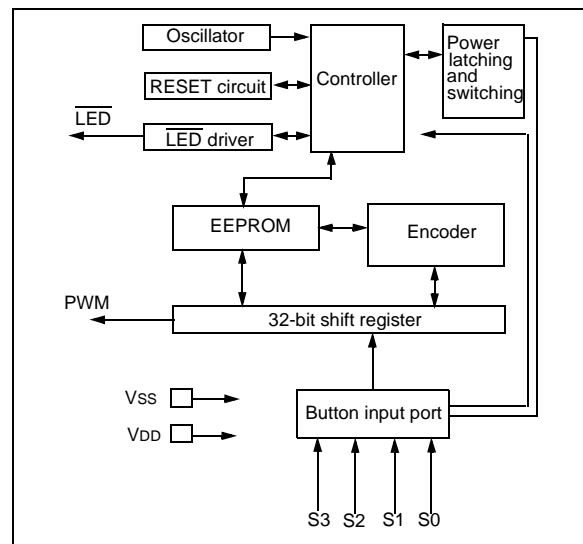 Oscillator
Controller
Power
latching
and
switching
RESET circuit
LED
LED driver
EEPROM
Encoder
PWM
32-bit shift register
VSS
VDD
Button input port
S3 S2 S1 S0